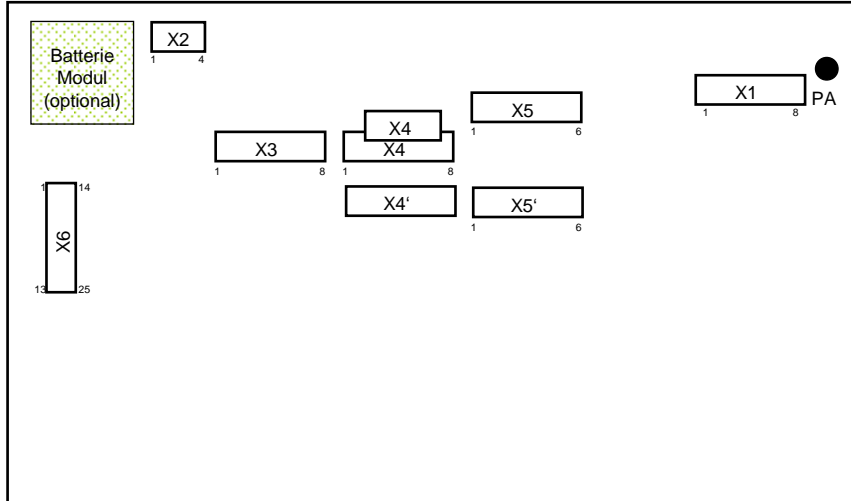 Batterie
Modul
(optional)
X2
1 4
X1
1 8
PA
X5
1 6
X4
X3
1 8
X4
1 8
X4‘
X5‘
1 6
1 14
X6
13 25